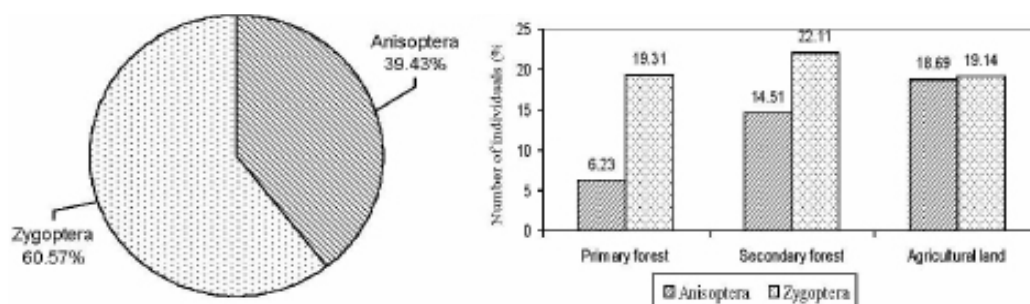 Anisoptera
39.43%
Zygoptera
60.57%
Number of individuals (%
25
20
15
10
5
0
6.23
19.31
14.51
22.11
18.69
19.14
Primary forest
Secondary forest
Agricultural land
Anisoptera Zygoptera